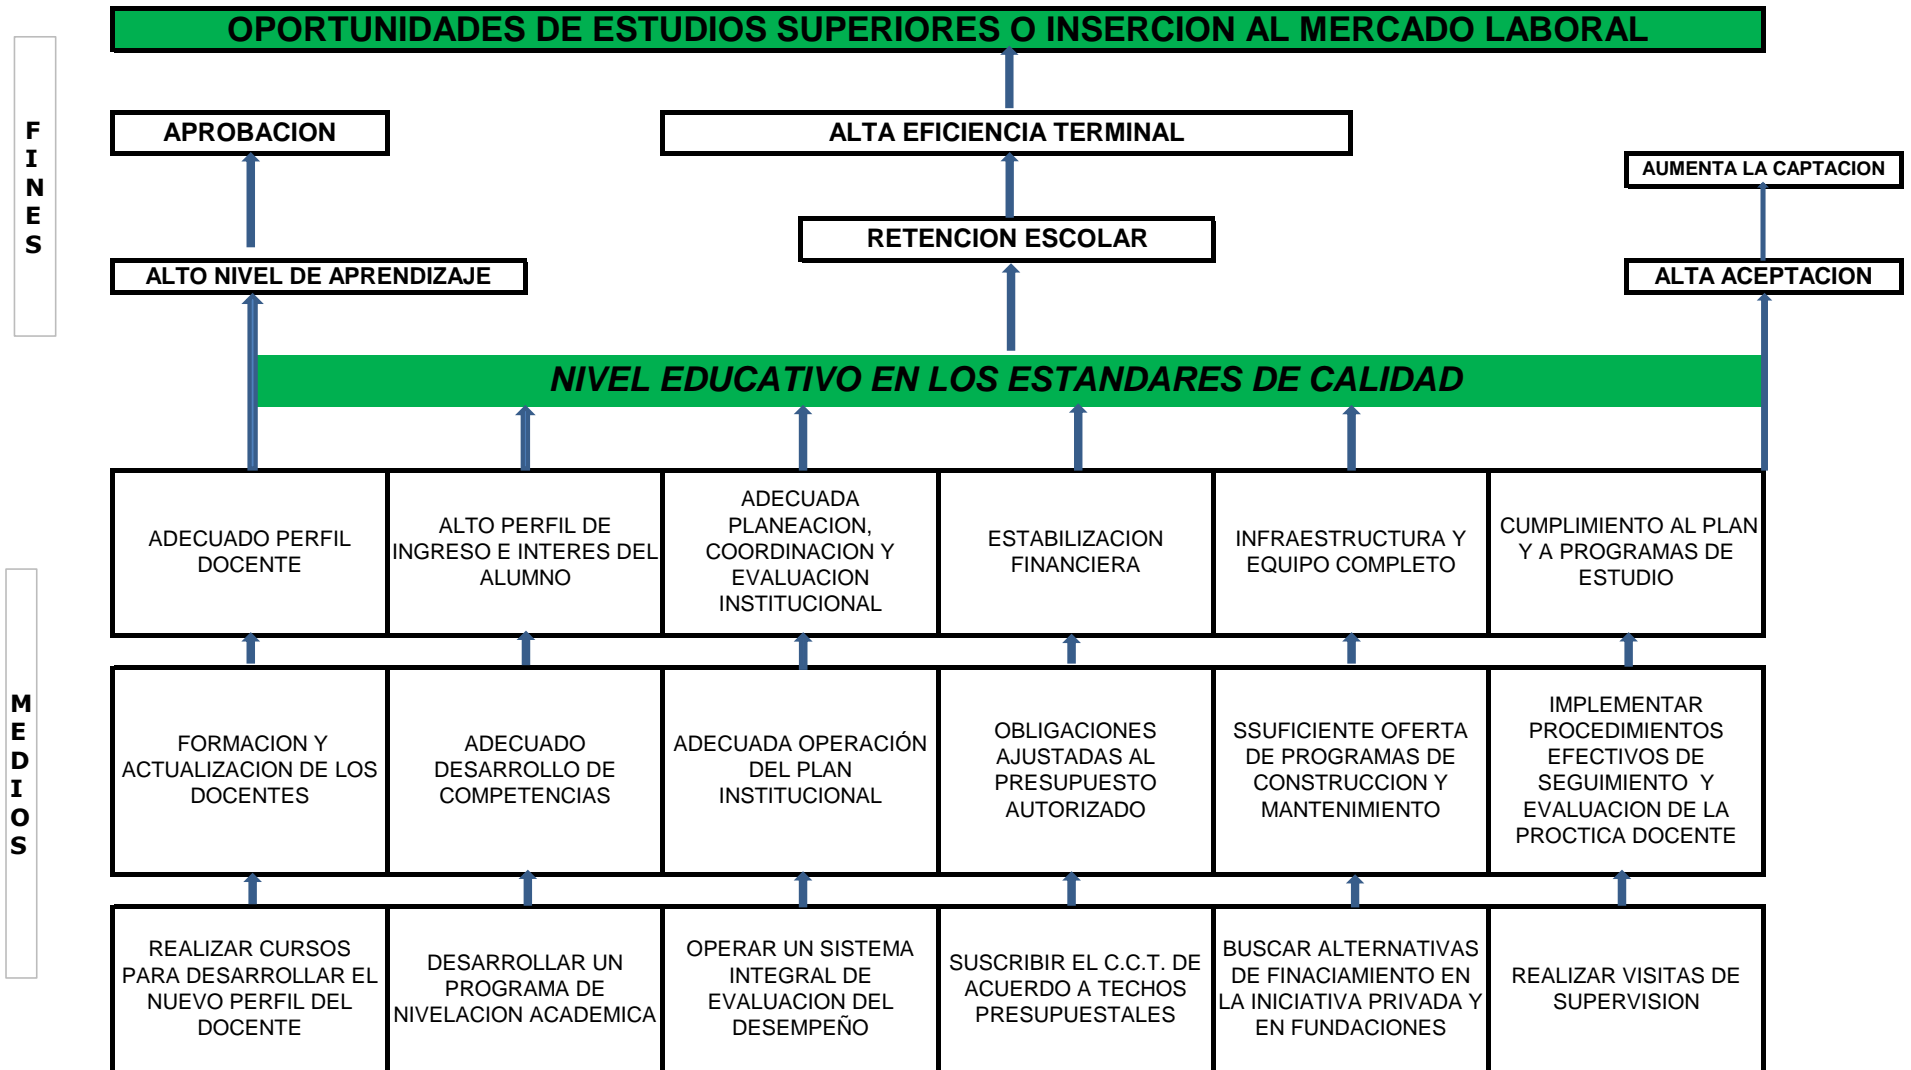 OPORTUNIDADES DE ESTUDIOS SUPERIORES O INSERCION AL MERCADO LABORAL
F
I
N
E
S
APROBACION
ALTA EFICIENCIA TERMINAL
AUMENTA LA CAPTACION
RETENCION ESCOLAR
ALTO NIVEL DE APRENDIZAJE
ALTA ACEPTACION
NIVEL EDUCATIVO EN LOS ESTANDARES DE CALIDAD
M
E
D
I
O
S
ADECUADO PERFIL
DOCENTE
ALTO PERFIL DE
INGRESO E INTERES DEL
ALUMNO
ADECUADA
PLANEACION,
COORDINACION Y
EVALUACION
INSTITUCIONAL
ESTABILIZACION
FINANCIERA
INFRAESTRUCTURA Y
EQUIPO COMPLETO
CUMPLIMIENTO AL PLAN
Y A PROGRAMAS DE
ESTUDIO
FORMACION Y
ACTUALIZACION DE LOS
DOCENTES
ADECUADO
DESARROLLO DE
COMPETENCIAS
ADECUADA OPERACIÓN
DEL PLAN
INSTITUCIONAL
OBLIGACIONES
AJUSTADAS AL
PRESUPUESTO
AUTORIZADO
SSUFICIENTE OFERTA
DE PROGRAMAS DE
CONSTRUCCION Y
MANTENIMIENTO
IMPLEMENTAR
PROCEDIMIENTOS
EFECTIVOS DE
SEGUIMIENTO Y
EVALUACION DE LA
PROCTICA DOCENTE
REALIZAR CURSOS
PARA DESARROLLAR EL
NUEVO PERFIL DEL
DOCENTE
DESARROLLAR UN
PROGRAMA DE
NIVELACION ACADEMICA
OPERAR UN SISTEMA
INTEGRAL DE
EVALUACION DEL
DESEMPEÑO
SUSCRIBIR EL C.C.T. DE
ACUERDO A TECHOS
PRESUPUESTALES
BUSCAR ALTERNATIVAS
DE FINACIAMIENTO EN
LA INICIATIVA PRIVADA Y
EN FUNDACIONES
REALIZAR VISITAS DE
SUPERVISION